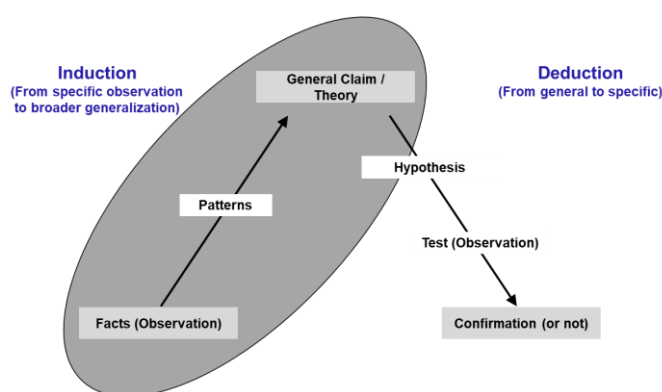 Induction
(From specific observation
to broader generalization)
General Claim /
Theory
Deduction
(From general to specific)
Hypothesis
Patterns
Test (Observation)
Facts (Observation)
Confirmation (or not)